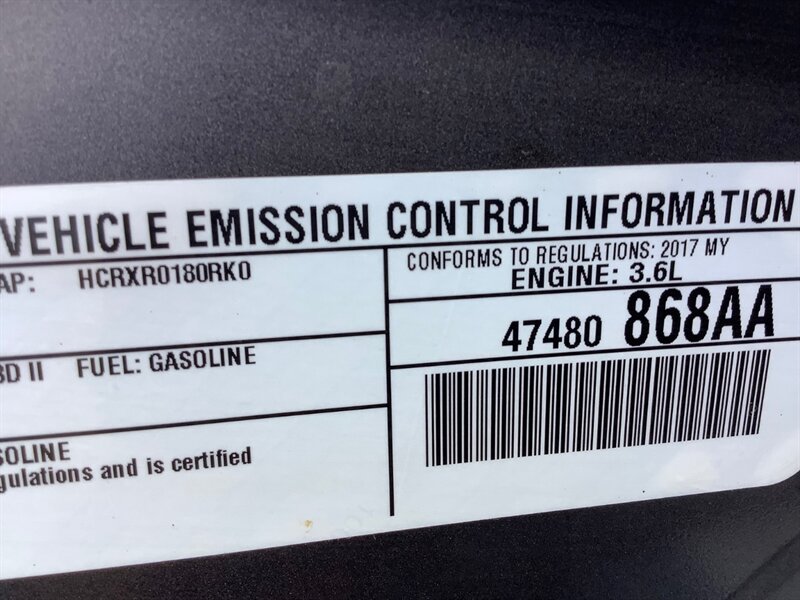 VEHICLE EMISSION CONTROL INFORMATION
AP: HCRXR0180RK0
CONFORMS TO REGULATIONS: 2017 MY
ENGINE: 3.6L
47480 868AA
BD II FUEL: GASOLINE
SOLINE
gulations and is certified